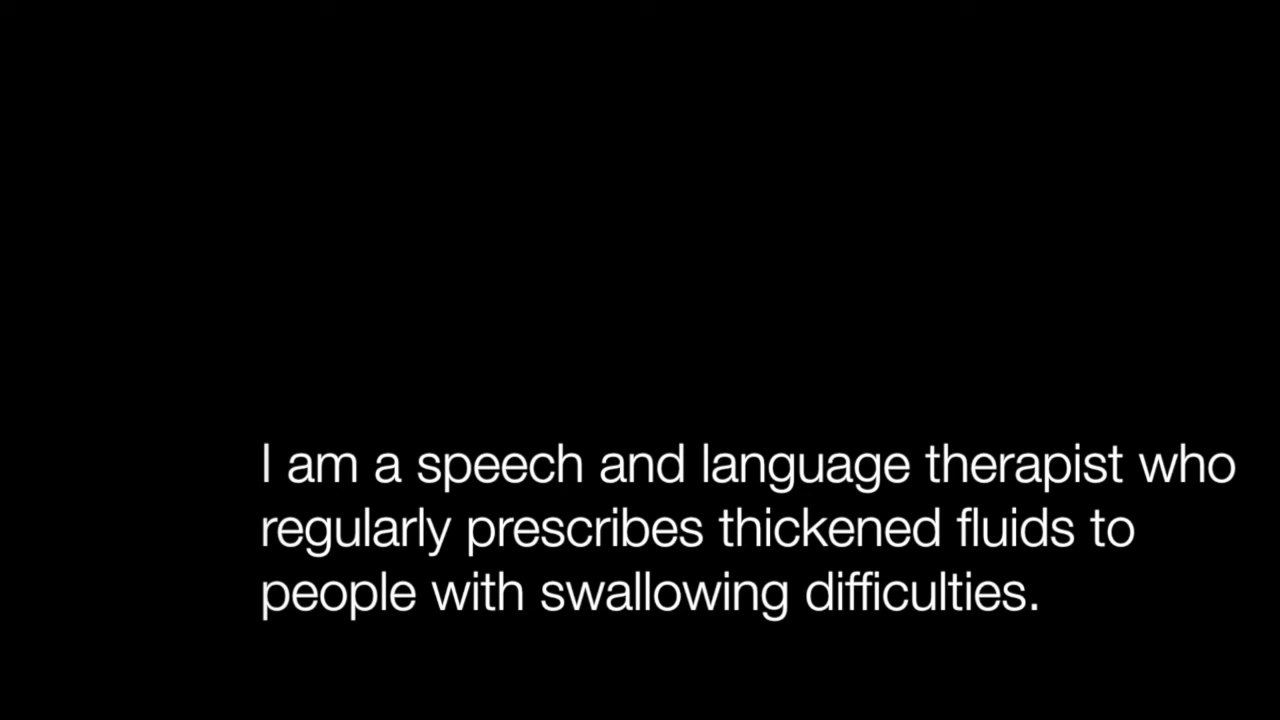 I am a speech and language therapist who
regularly prescribes thickened fluids to
people with swallowing difficulties.